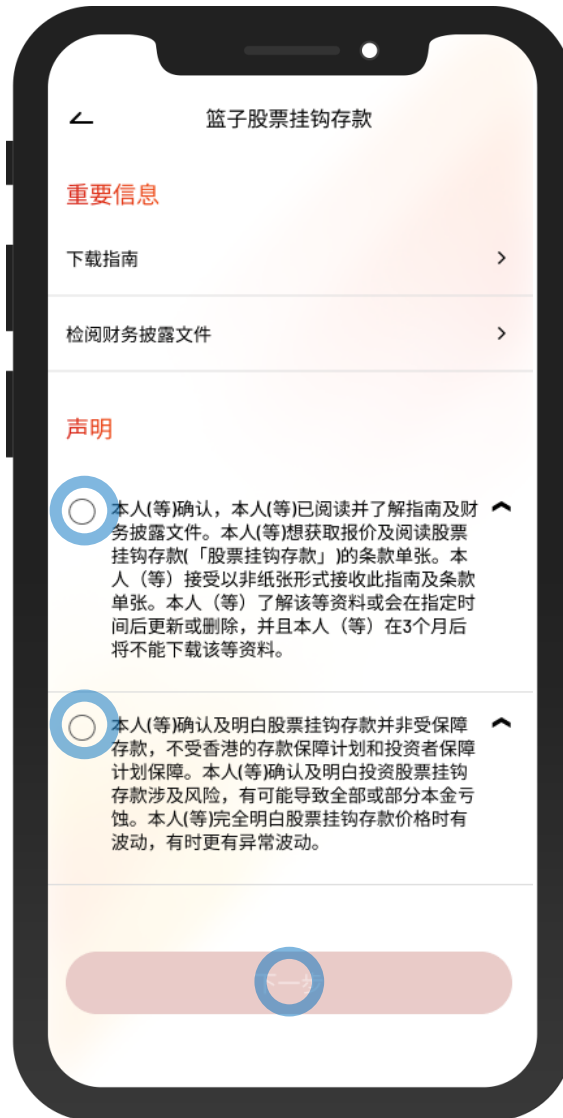 篮子股票挂钩存款
重要信息
下载指南
检阅财务披露文件
声明
本人(等)确认，本人(等)已阅读并了解指南及财
务披露文件。本人(等)想获取报价及阅读股票
挂钩存款(「股票挂钩存款」)的条款单张。本
人（等）接受以非纸张形式接收此指南及条款
单张。本人（等）了解该等资料或会在指定时
间后更新或删除，并且本人（等）在3个月后
将不能下载该等资料。
本人(等)确认及明白股票挂钩存款并非受保障
存款，不受香港的存款保障计划和投资者保障
计划保障。本人(等)确认及明白投资股票挂钩
存款涉及风险，有可能导致全部或部分本金亏
蚀。本人(等)完全明白股票挂钩存款价格时有
波动，有时更有异常波动。
下一步